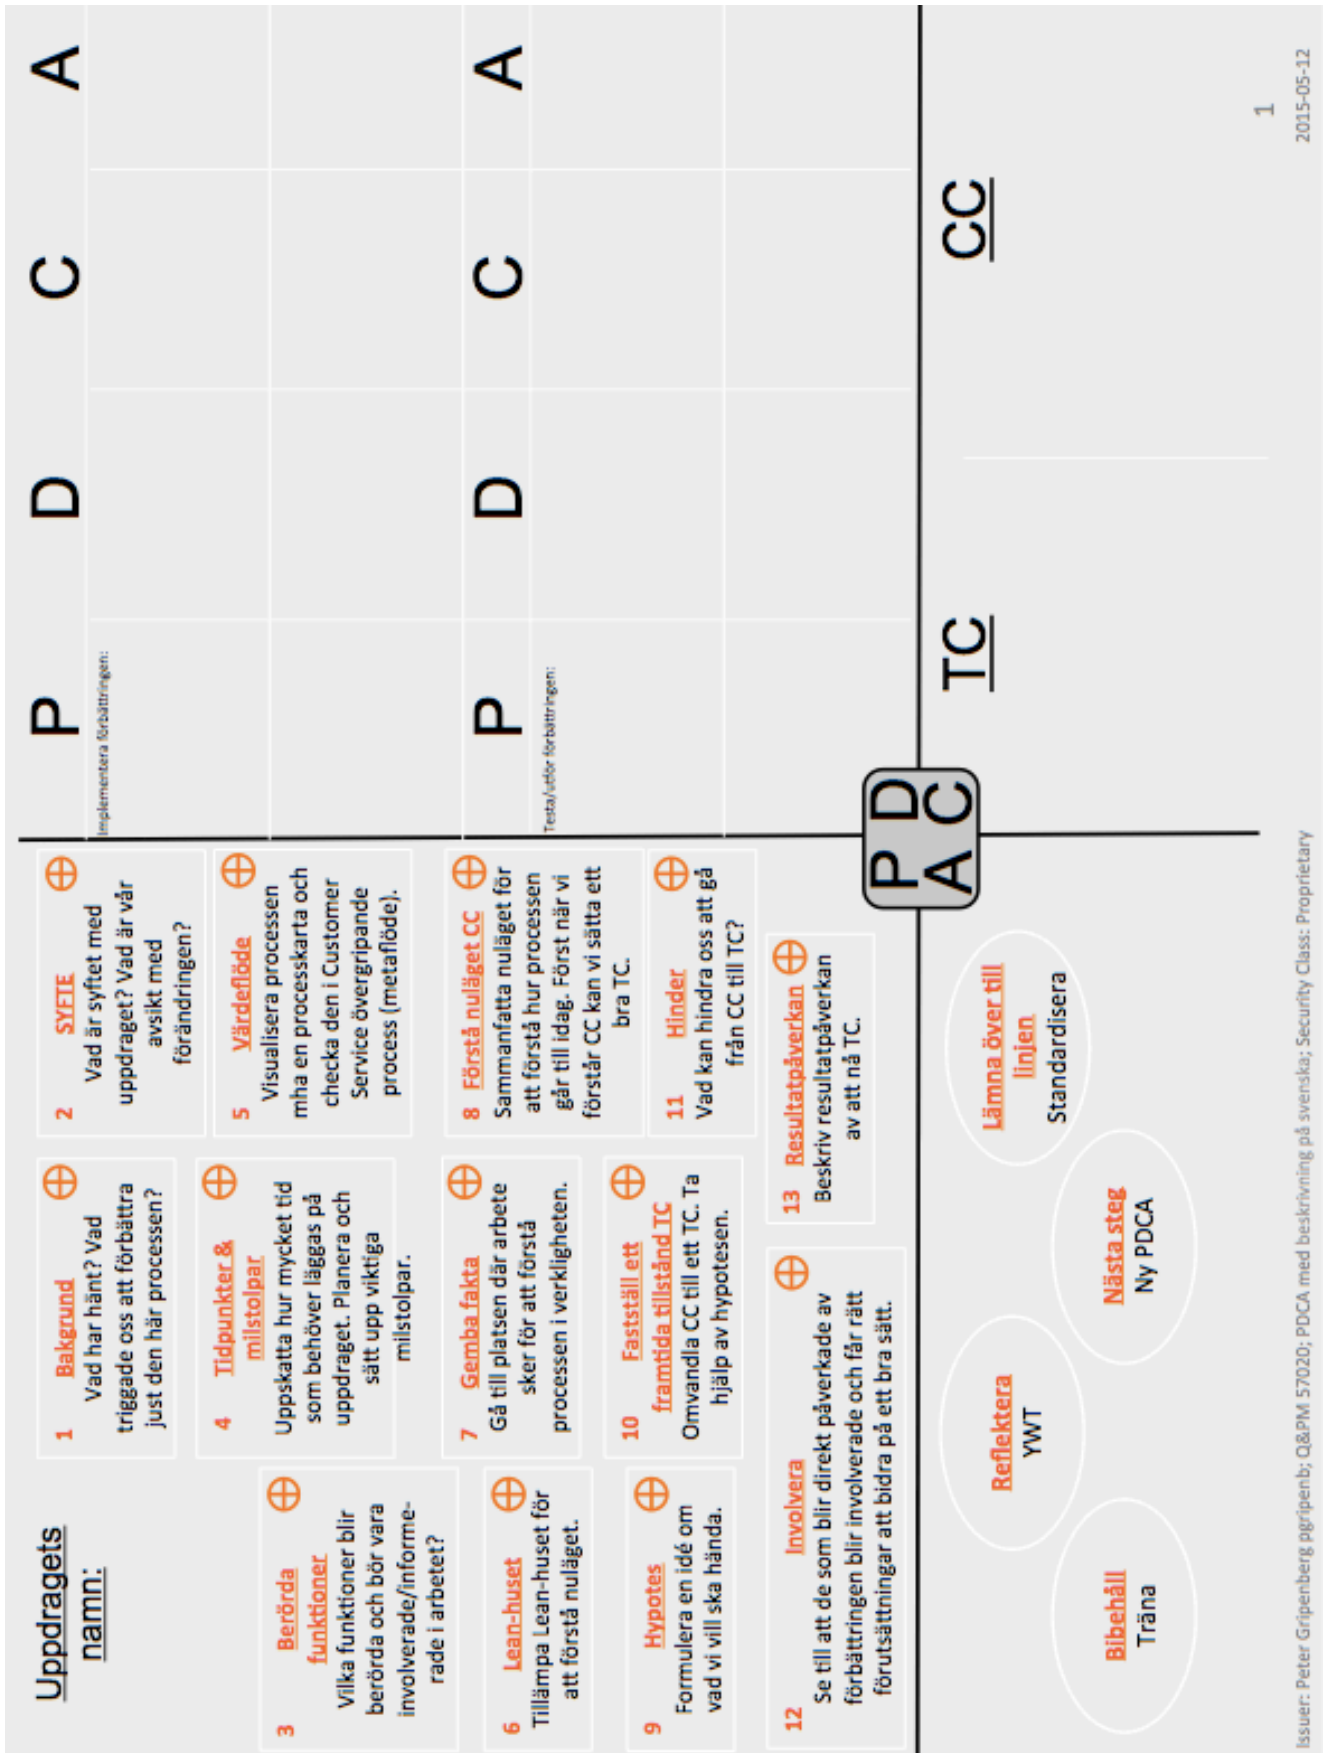 Uppdragets
namn:
1 Bakgrund
Vad har hänt? Vad
triggade oss att förbättra
just den här processen?
2 SYFTE
Vad är syftet med
uppdraget? Vad är vår
avsikt med
förändringen?
3 Berörda
funktioner
Vilka funktioner blir
berörda och bör vara
involverade/informe-
rade i arbetet?
4 Tidpunkter &
milstolpar
Uppskatta hur mycket tid
som behöver läggas på
uppdraget. Planera och
sätt upp viktiga
milstolpar.
5 Värdeflöde
Visualisera processen
mha en processkarta och
checka den i Customer
Service övergripande
process (metaflöde).
6 Lean-huset
Tillämpa Lean-huset för
att förstå nuläget.
7 Gemba fakta
Gå till platsen där arbete
sker för att förstå
processen i verkligheten.
8 Förstå nuläget CC
Sammanfatta nuläget för
att förstå hur processen
går till idag. Först när vi
förstår CC kan vi sätta ett
bra TC.
9 Hypotes
Formulera en idé om
vad vi vill ska hända.
10 Fastställ ett
framtida tillstånd TC
Omvandla CC till ett TC. Ta
hjälp av hypotesen.
11 Hinder
Vad kan hindra oss att gå
från CC till TC?
12 Involvera
Se till att de som blir direkt påverkade av
förbättringen blir involverade och får rätt
förutsättningar att bidra på ett bra sätt.
13 Resultatpåverkan
Beskriv resultatpåverkan
av att nå TC.
P D C A
Implementera förbättringen:
P D C A
Testa/utför förbättringen:
P D
A C
Bibehåll
Träna
Reflektera
YWT
Nästa steg
Ny PDCA
Lämna över till
linjen
Standardisera
TC
CC
1
Issuer: Peter Gripenberg pgripenb; Q&PM 57020; PDCA med beskrivning på svenska; Security Class: Proprietary
2015-05-12